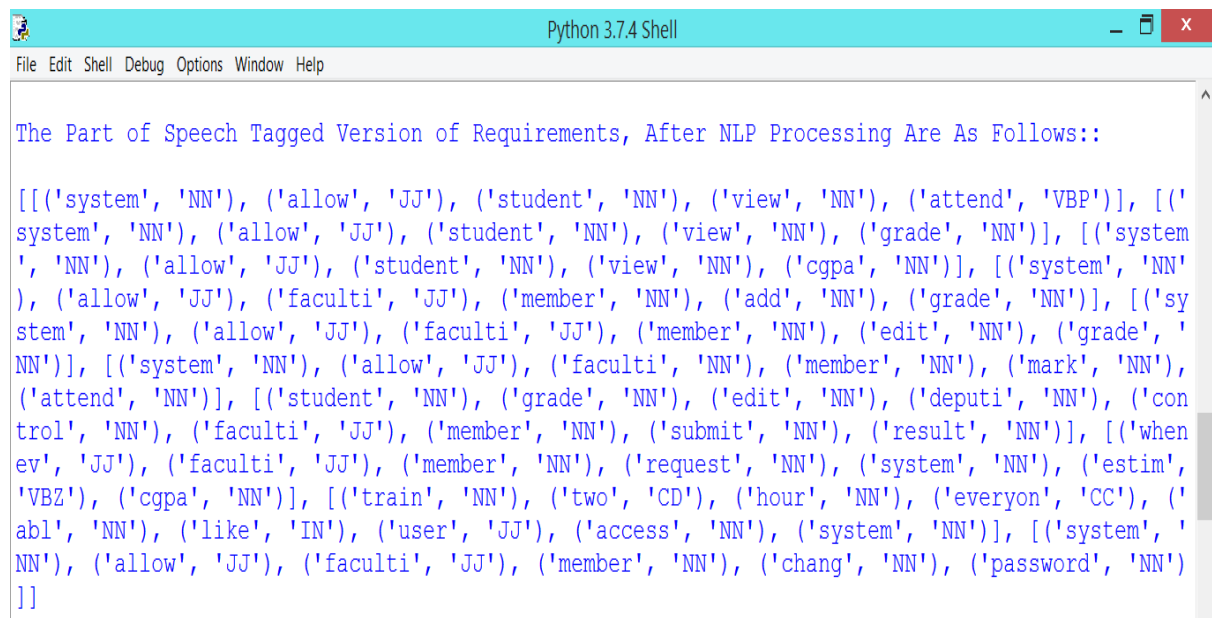 Python 3.7.4 Shell
File Edit Shell Debug Options Window Help
The Part of Speech Tagged Version of Requirements, After NLP Processing Are As Follows::
[[('system', 'NN'), ('allow', 'JJ'), ('student', 'NN'), ('view', 'NN'), ('attend', 'VBP')], [('
system', 'NN'), ('allow', 'JJ'), ('student', 'NN'), ('view', 'NN'), ('grade', 'NN')], [('system
', 'NN'), ('allow', 'JJ'), ('student', 'NN'), ('view', 'NN'), ('cgpa', 'NN')], [('system', 'NN'
), ('allow', 'JJ'), ('faculti', 'JJ'), ('member', 'NN'), ('add', 'NN'), ('grade', 'NN')], [('sy
stem', 'NN'), ('allow', 'JJ'), ('faculti', 'JJ'), ('member', 'NN'), ('edit', 'NN'), ('grade', '
NN')], [('system', 'NN'), ('allow', 'JJ'), ('faculti', 'NN'), ('member', 'NN'), ('mark', 'NN'),
('attend', 'NN')], [('student', 'NN'), ('grade', 'NN'), ('edit', 'NN'), ('deputi', 'NN'), ('con
trol', 'NN'), ('faculti', 'JJ'), ('member', 'NN'), ('submit', 'NN'), ('result', 'NN')], [('when
ev', 'JJ'), ('faculti', 'JJ'), ('member', 'NN'), ('request', 'NN'), ('system', 'NN'), ('estim',
'VBZ'), ('cgpa', 'NN')], [('train', 'NN'), ('two', 'CD'), ('hour', 'NN'), ('everyon', 'CC'), ('
abl', 'NN'), ('like', 'IN'), ('user', 'JJ'), ('access', 'NN'), ('system', 'NN')], [('system', '
NN'), ('allow', 'JJ'), ('faculti', 'JJ'), ('member', 'NN'), ('chang', 'NN'), ('password', 'NN')
]]